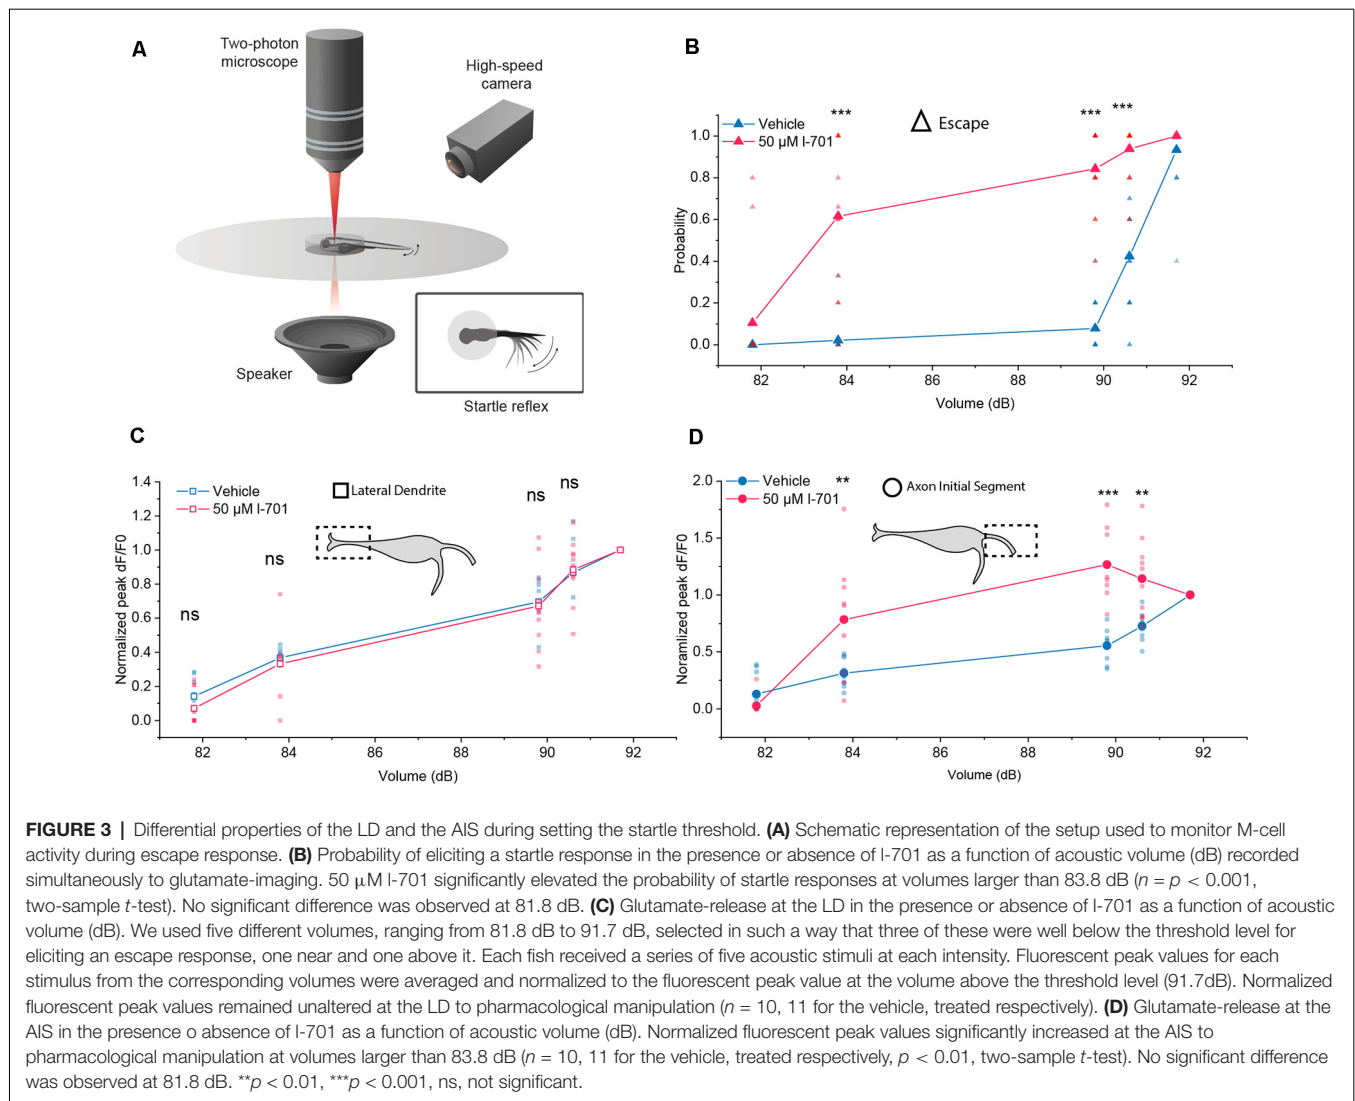 A
Two-photon
microscope
High-speed
camera
Speaker
Startle reflex
B
Vehicle
50 µM I-701
Escape
***
***
***
1.0
0.8
0.6
0.4
0.2
0.0
Probability
82 84 86 88 90 92
Volume (dB)
C
Vehicle
50 µM I-701
Lateral Dendrite
ns
ns
ns
ns
1.4
1.2
1.0
0.8
0.6
0.4
0.2
0.0
Normalized peak dF/F0
82 84 86 88 90 92
Volume (dB)
D
Vehicle
50 µM I-701
Axon Initial Segment
**
***
**
2.0
1.5
1.0
0.5
0.0
Noramlized peak dF/F0
82 84 86 88 90 92
Volume (dB)
FIGURE 3 | Differential properties of the LD and the AIS during setting the startle threshold. (A) Schematic representation of the setup used to monitor M-cell
activity during escape response. (B) Probability of eliciting a startle response in the presence or absence of I-701 as a function of acoustic volume (dB) recorded
simultaneously to glutamate-imaging. 50 µM I-701 significantly elevated the probability of startle responses at volumes larger than 83.8 dB (n = p < 0.001,
two-sample t-test). No significant difference was observed at 81.8 dB. (C) Glutamate-release at the LD in the presence or absence of I-701 as a function of acoustic
volume (dB). We used five different volumes, ranging from 81.8 dB to 91.7 dB, selected in such a way that three of these were well below the threshold level for
eliciting an escape response, one near and one above it. Each fish received a series of five acoustic stimuli at each intensity. Fluorescent peak values for each
stimulus from the corresponding volumes were averaged and normalized to the fluorescent peak value at the volume above the threshold level (91.7dB). Normalized
fluorescent peak values remained unaltered at the LD to pharmacological manipulation (n = 10, 11 for the vehicle, treated respectively). (D) Glutamate-release at the
AIS in the presence o absence of I-701 as a function of acoustic volume (dB). Normalized fluorescent peak values significantly increased at the AIS to
pharmacological manipulation at volumes larger than 83.8 dB (n = 10, 11 for the vehicle, treated respectively, p < 0.01, two-sample t-test). No significant difference
was observed at 81.8 dB. **p < 0.01, ***p < 0.001, ns, not significant.